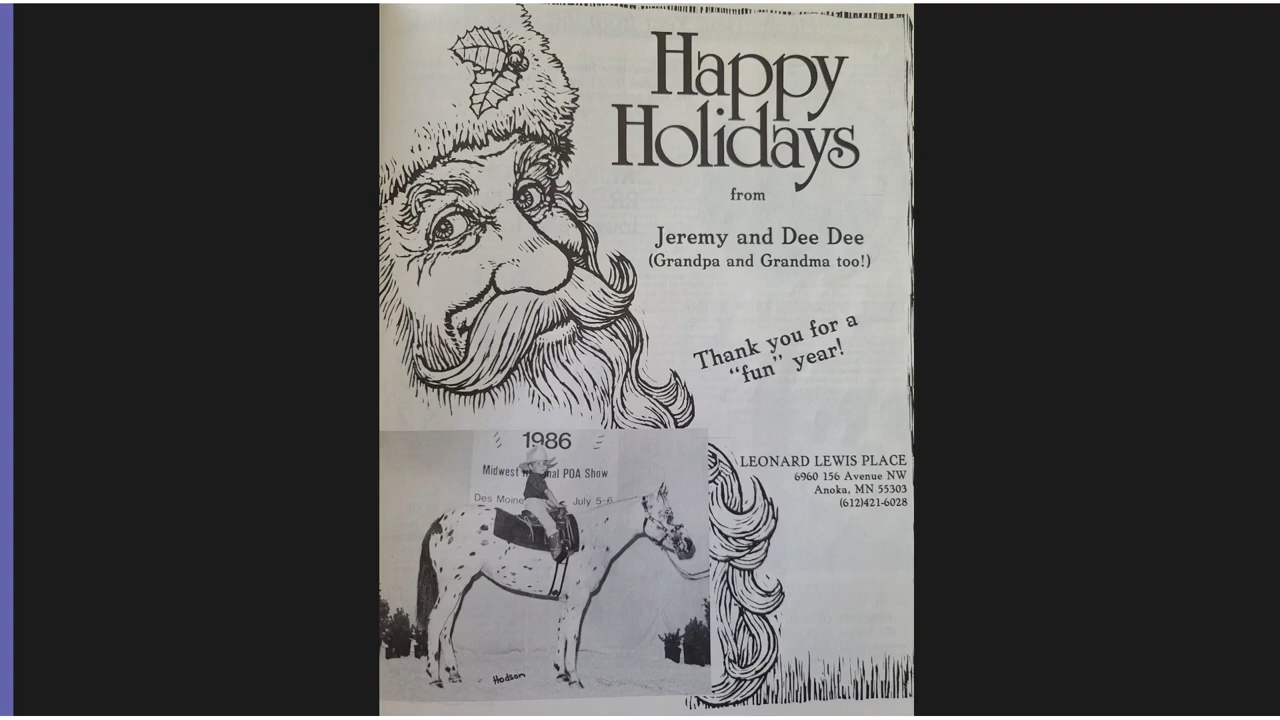 Happy
Holidays
from
Jeremy and Dee Dee
(Grandpa and Grandma too!)
Thank you for a
"fun" year!
1986
Midwest POA Show
Des Moine July 5-6
Hodson
LEONARD LEWIS PLACE
6960 156 Avenue NW
Anoka, MN 55303
(612)421-6028